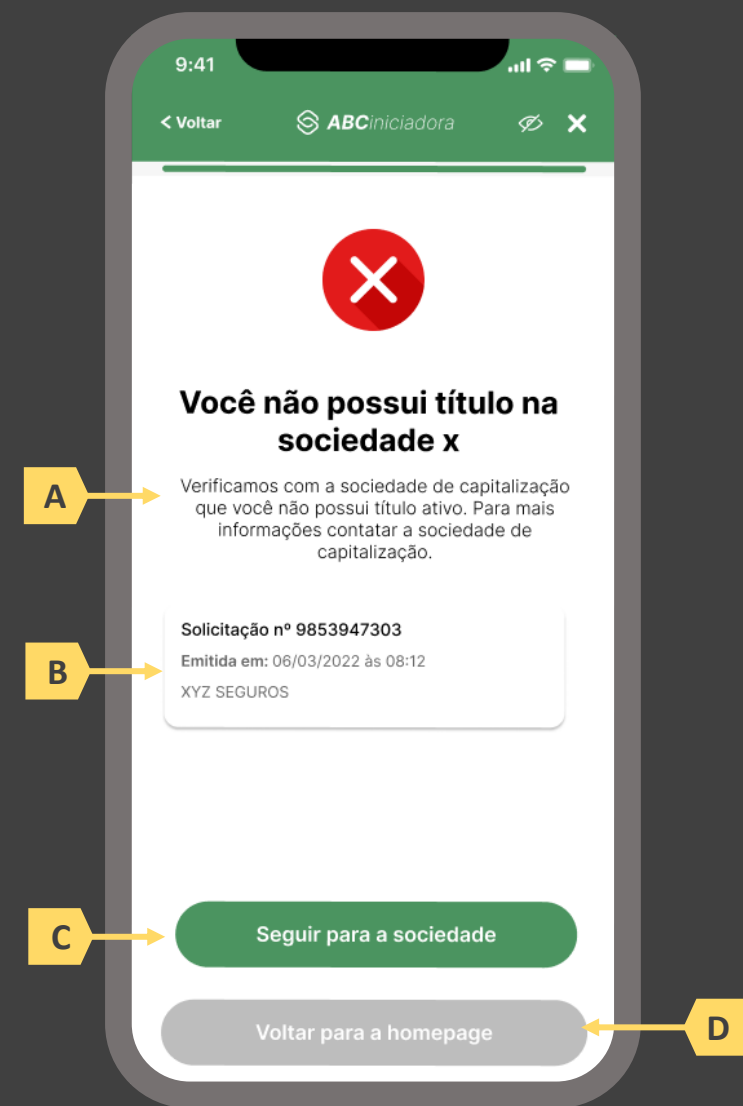 9:41
< Voltar
ABCiniciadora
Você não possui título na
sociedade x
A
Verificamos com a sociedade de capitalização
que você não possui título ativo. Para mais
informações contatar a sociedade de
capitalização.
B
Solicitação nº 9853947303
Emitida em: 06/03/2022 às 08:12
XYZ SEGUROS
C
Seguir para a sociedade
Voltar para a homepage
D